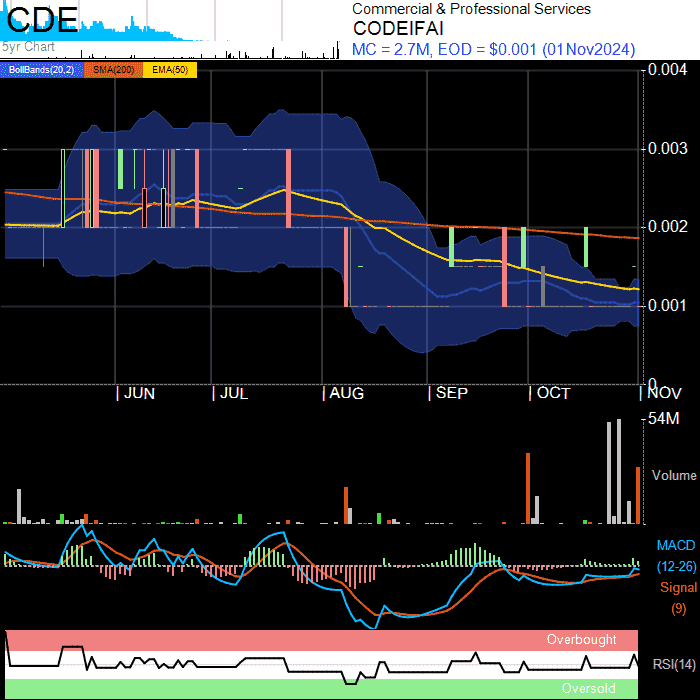 CDE
5yr Chart
Commercial & Professional Services
CODEIFAI
MC = 2.7M, EOD = $0.001 (01Nov2024)
BollBands(20,2) SMA(200) EMA(50)
0.004
0.003
0.002
0.001
0
JUN JUL AUG SEP OCT NOV
54M
Volume
MACD
(12-26)
Signal
(9)
Overbought
RSI(14)
Oversold